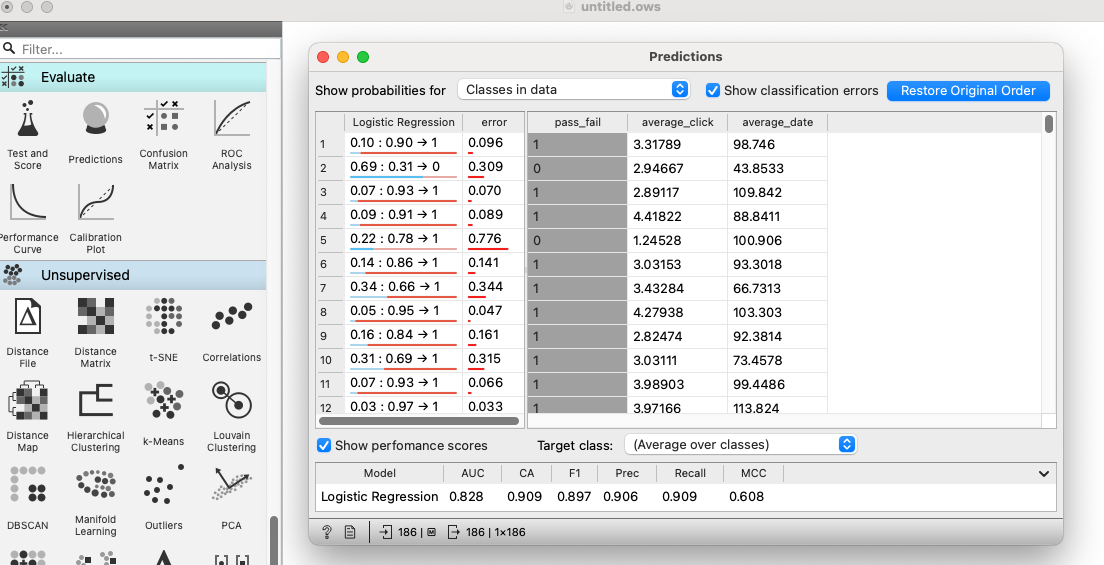 untitled.ows
Filter...
Evaluate
Test and Score
Predictions
Confusion Matrix
ROC Analysis
Performance Curve
Calibration Plot
Unsupervised
Distance File
Distance Matrix
t-SNE
Correlations
Distance Map
Hierarchical Clustering
k-Means
Louvain Clustering
DBSCAN
Manifold Learning
Outliers
PCA
Predictions
Show probabilities for Classes in data Show classification errors Restore Original Order
Logistic Regression error pass_fail average_click average_date
1 0.10 : 0.90 → 1 0.096 1 3.31789 98.746
2 0.69 : 0.31 → 0 0.309 0 2.94667 43.8533
3 0.07 : 0.93 → 1 0.070 1 2.89117 109.842
4 0.09 : 0.91 → 1 0.089 1 4.41822 88.8411
5 0.22 : 0.78 → 1 0.776 0 1.24528 100.906
6 0.14 : 0.86 → 1 0.141 1 3.03153 93.3018
7 0.34 : 0.66 → 1 0.344 1 3.43284 66.7313
8 0.05 : 0.95 → 1 0.047 1 4.27938 103.303
9 0.16 : 0.84 → 1 0.161 1 2.82474 92.3814
10 0.31 : 0.69 → 1 0.315 1 3.03111 73.4578
11 0.07 : 0.93 → 1 0.066 1 3.98903 99.4486
12 0.03 : 0.97 → 1 0.033 1 3.97166 113.824
Show perfomance scores Target class: (Average over classes)
Model AUC CA F1 Prec Recall MCC
Logistic Regression 0.828 0.909 0.897 0.906 0.909 0.608
? 186 | M 186 | 1×186